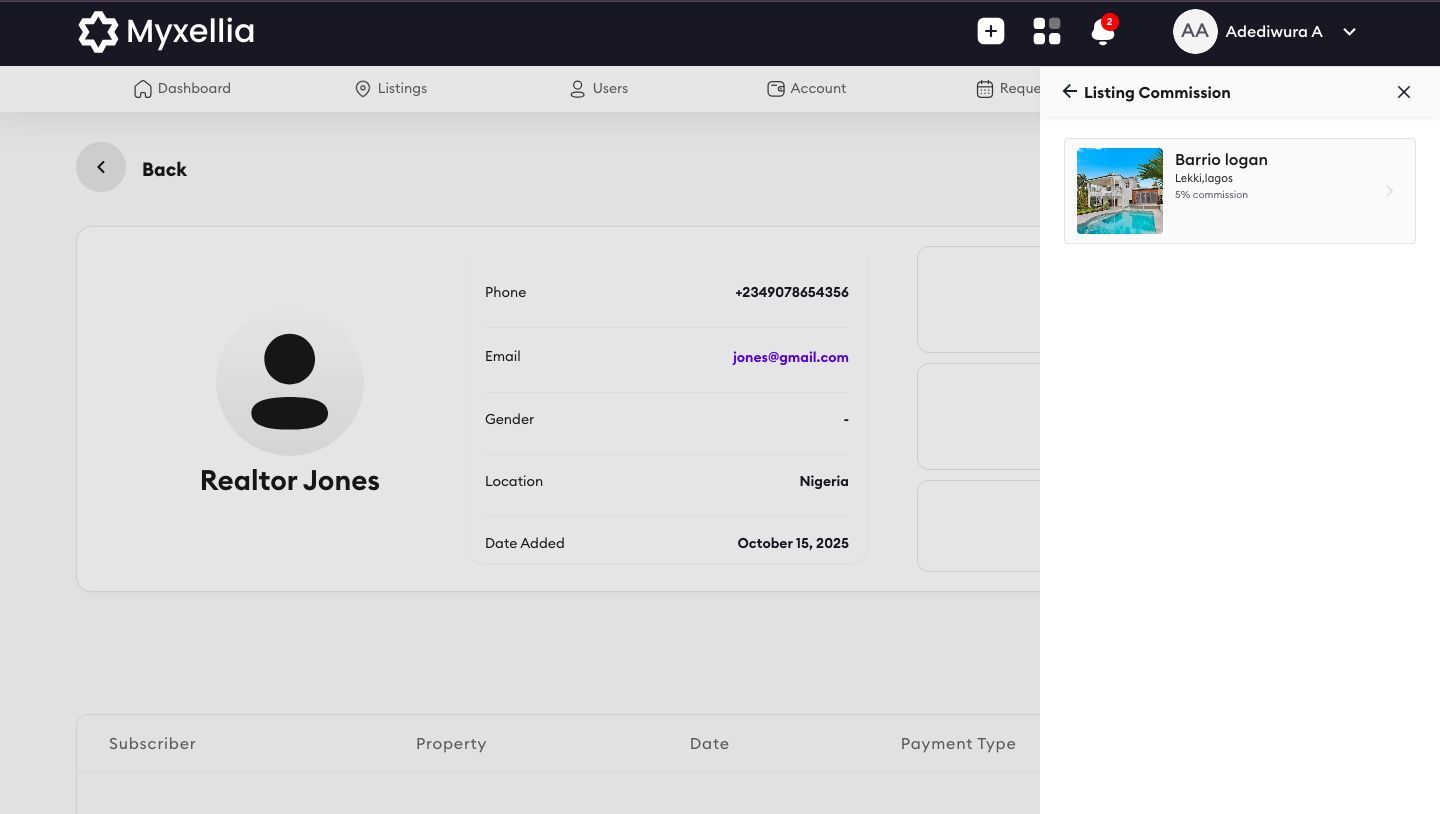 Myxellia
2
AA
Adediwura A
Dashboard
Listings
Users
Account
Reque
Listing Commission
Back
Barrio logan
Lekki,lagos
5% commission
Phone
+2349078654356
Email
jones@gmail.com
Gender
-
Location
Nigeria
Date Added
October 15, 2025
Realtor Jones
Subscriber
Property
Date
Payment Type